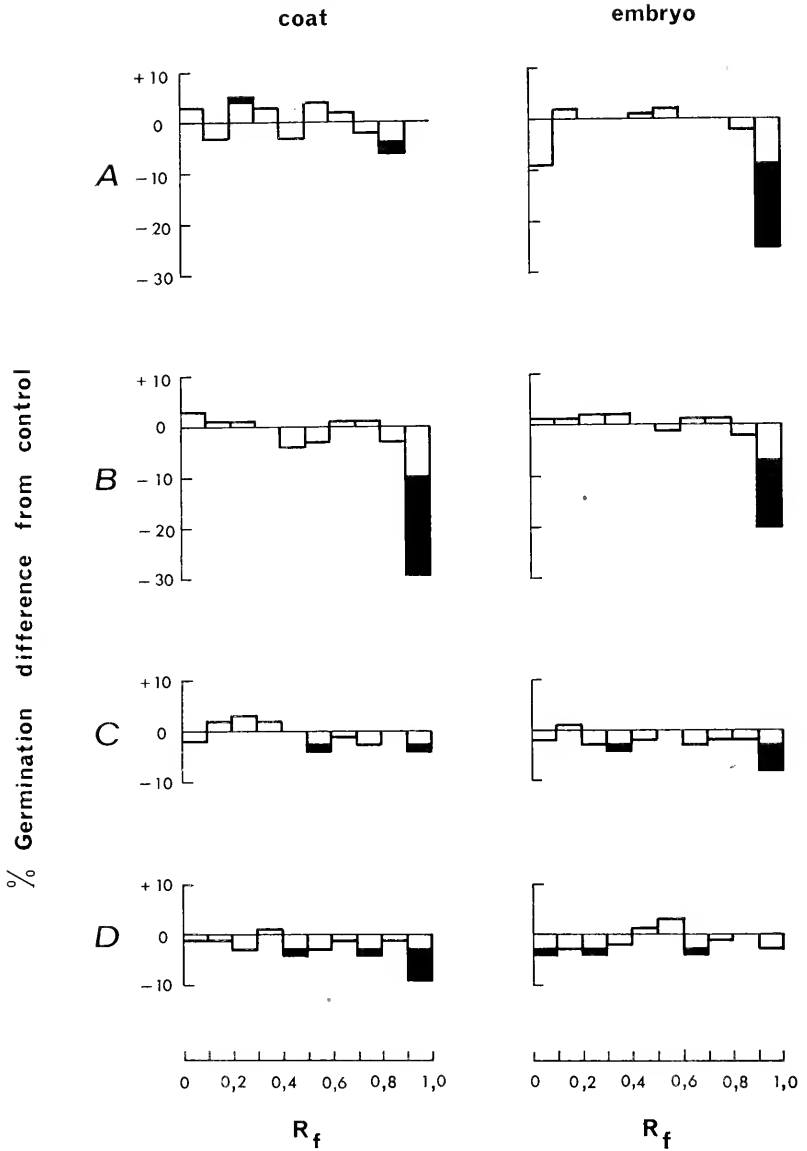 coat embryo
% Germination difference from control
A
+ 10
0
− 10
− 20
− 30
B
+ 10
0
− 10
− 20
− 30
C
+ 10
0
− 10
D
+ 10
0
− 10
0 0,2 0,4 0,6 0,8 1,0
0 0,2 0,4 0,6 0,8 1,0
Rf Rf